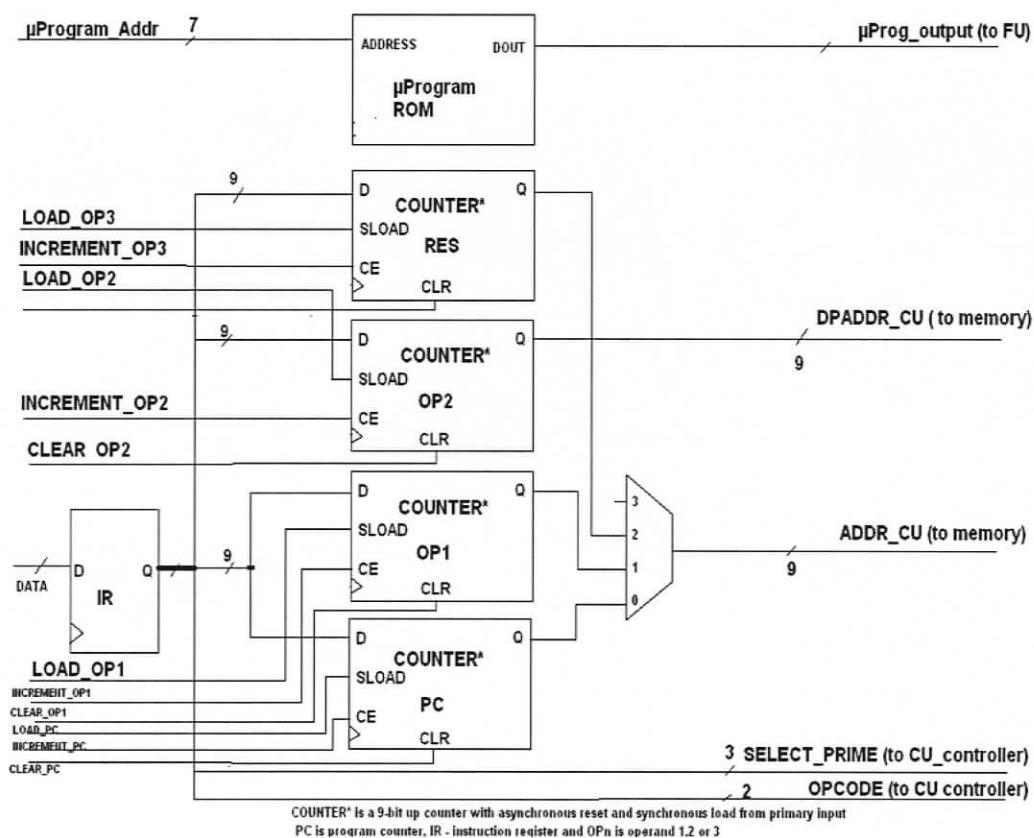 µProgram_Addr 7 µProg_output (to FU)
ADDRESS DOUT
µProgram
ROM
9 D Q
COUNTER*
LOAD_OP3 SLOAD RES
INCREMENT_OP3 CE
LOAD_OP2 CLR
9 D Q DPADDR_CU ( to memory)
COUNTER* 9
SLOAD
OP2
INCREMENT_OP2 CE
CLEAR OP2 CLR
D Q
COUNTER* 3
SLOAD 2 ADDR_CU (to memory)
OP1
D Q 9 CE 1 9
DATA
IR CLR 0
D Q
COUNTER*
LOAD_OP1 SLOAD
INCREMENT_OP1
CLEAR_OP1 PC
LOAD_PC CE
INCREMENT_PC CLR
CLEAR_PC
3 SELECT_PRIME (to CU_controller)
2 OPCODE (to CU controller)
COUNTER* is a 9-bit up counter with asynchronous reset and synchronous load from primary input
PC is program counter, IR - instruction register and OPn is operand 1,2 or 3